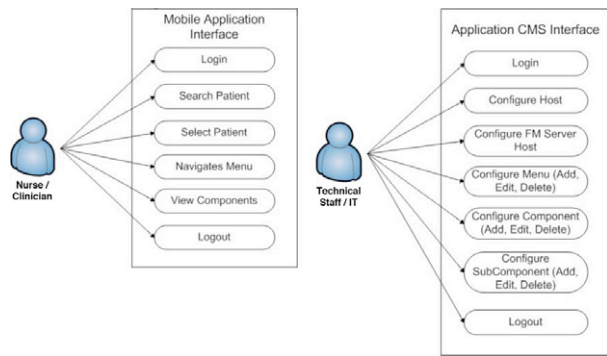 Mobile Application
Interface
Login
Search Patient
Select Patient
Navigates Menu
View Components
Logout
Nurse /
Clinician
Application CMS Interface
Login
Configure Host
Configure FM Server
Host
Configure Menu (Add,
Edit, Delete)
Configure Component
(Add, Edit, Delete)
Configure
SubComponent (Add,
Edit, Delete)
Logout
Technical
Staff / IT